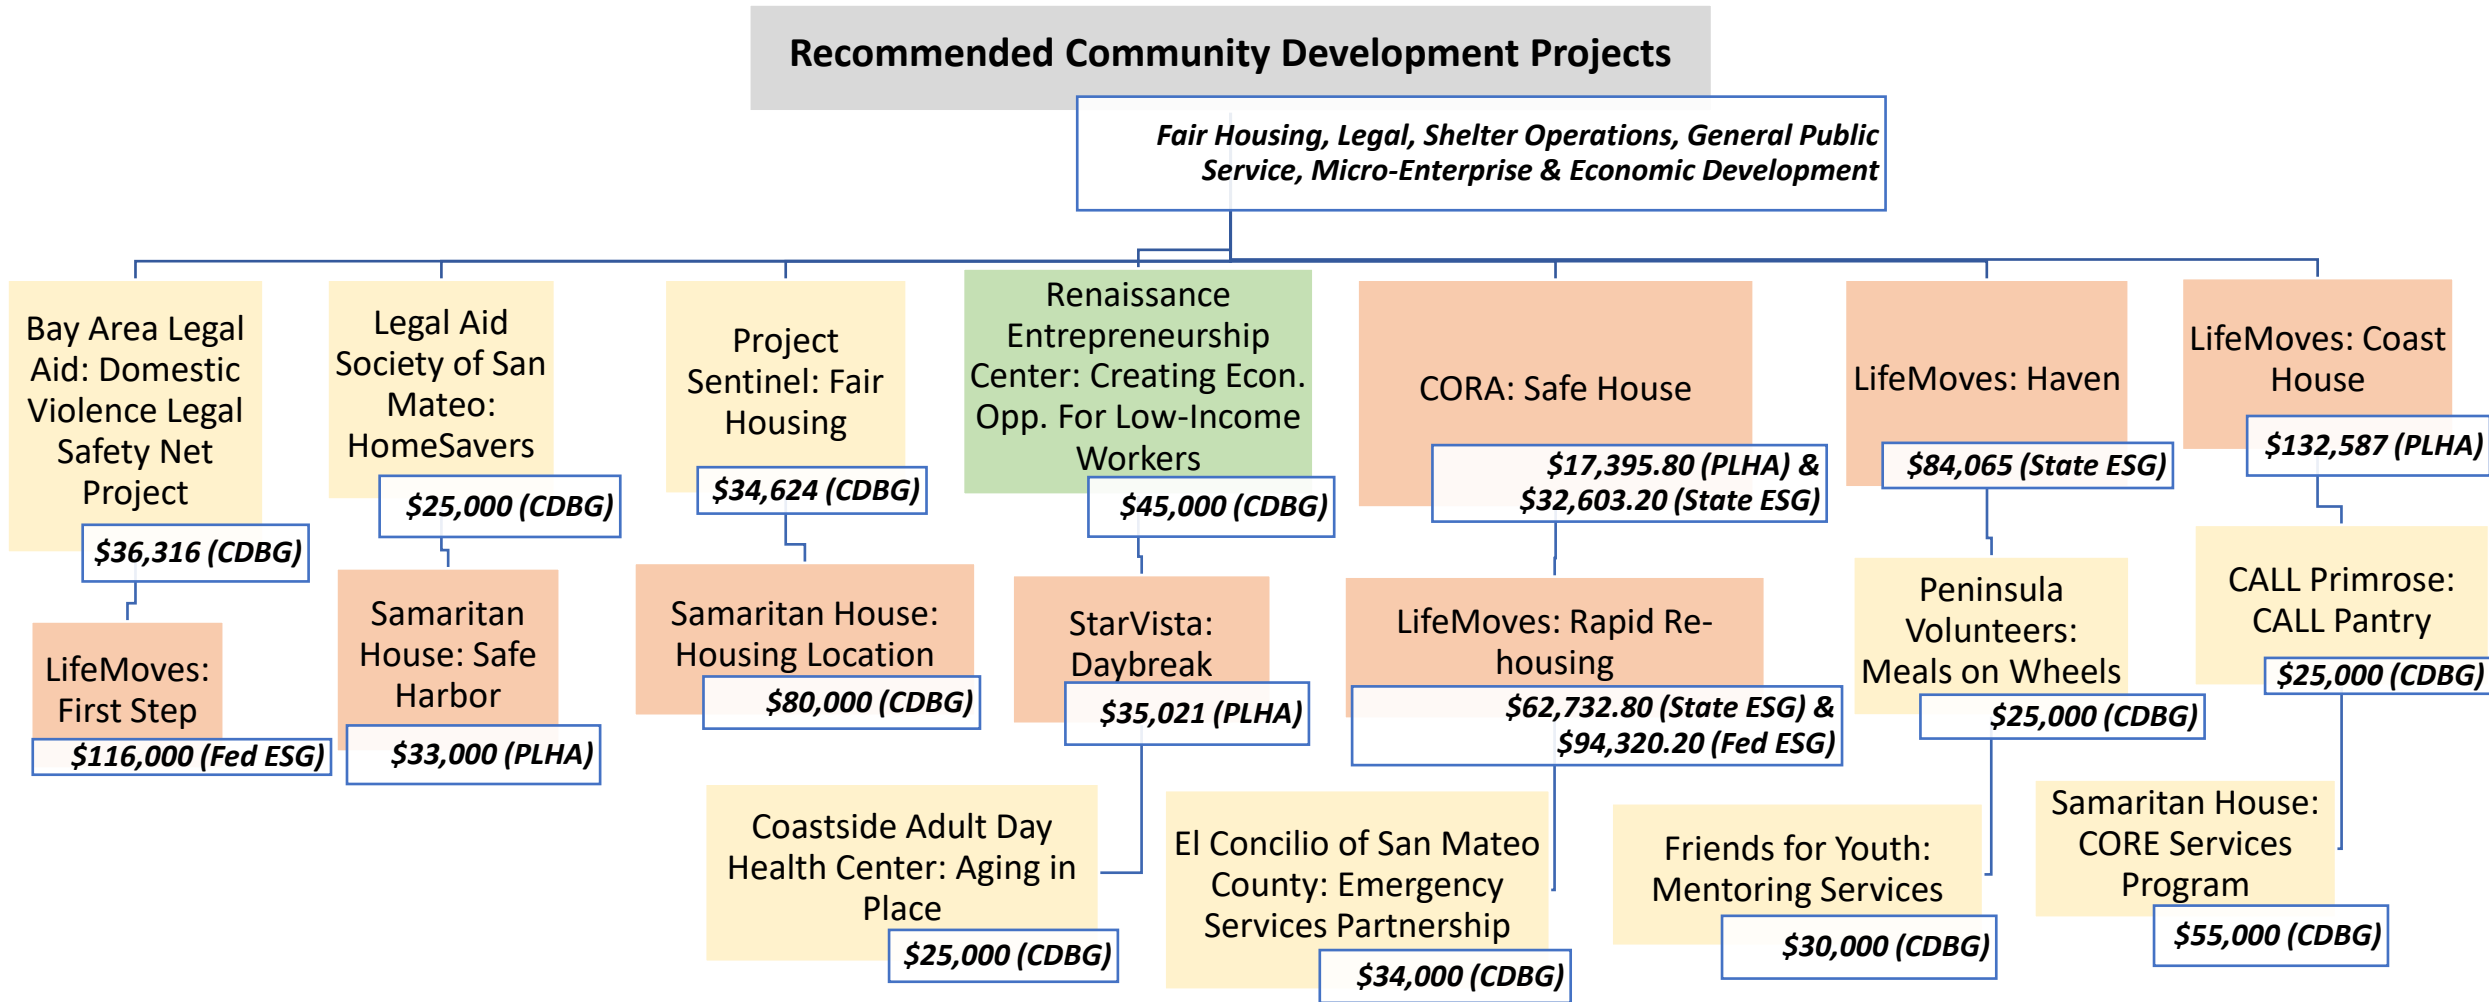 Recommended Community Development Projects
Fair Housing, Legal, Shelter Operations, General Public
Service, Micro-Enterprise & Economic Development
Bay Area Legal
Aid: Domestic
Violence Legal
Safety Net
Project
$36,316 (CDBG)
Legal Aid
Society of San
Mateo:
HomeSavers
$25,000 (CDBG)
Project
Sentinel: Fair
Housing
$34,624 (CDBG)
Renaissance
Entrepreneurship
Center: Creating Econ.
Opp. For Low-Income
Workers
$45,000 (CDBG)
CORA: Safe House
$17,395.80 (PLHA) &
$32,603.20 (State ESG)
LifeMoves: Haven
$84,065 (State ESG)
LifeMoves: Coast
House
$132,587 (PLHA)
LifeMoves:
First Step
$116,000 (Fed ESG)
Samaritan
House: Safe
Harbor
$33,000 (PLHA)
Samaritan House:
Housing Location
$80,000 (CDBG)
StarVista:
Daybreak
$35,021 (PLHA)
LifeMoves: Rapid Re-
housing
$62,732.80 (State ESG) &
$94,320.20 (Fed ESG)
Peninsula
Volunteers:
Meals on Wheels
$25,000 (CDBG)
CALL Primrose:
CALL Pantry
$25,000 (CDBG)
Coastside Adult Day
Health Center: Aging in
Place
$25,000 (CDBG)
El Concilio of San Mateo
County: Emergency
Services Partnership
$34,000 (CDBG)
Friends for Youth:
Mentoring Services
$30,000 (CDBG)
Samaritan House:
CORE Services
Program
$55,000 (CDBG)